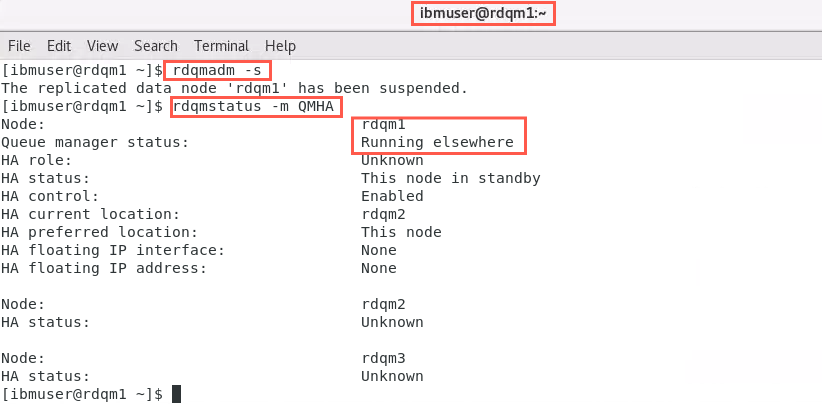 ibmuser@rdqm1:~
File Edit View Search Terminal Help
[ibmuser@rdqm1 ~]$ rdqmadm -s
The replicated data node 'rdqm1' has been suspended.
[ibmuser@rdqm1 ~]$ rdqmstatus -m QMHA
Node: rdqm1
Queue manager status: Running elsewhere
HA role: Unknown
HA status: This node in standby
HA control: Enabled
HA current location: rdqm2
HA preferred location: This node
HA floating IP interface: None
HA floating IP address: None
Node: rdqm2
HA status: Unknown
Node: rdqm3
HA status: Unknown
[ibmuser@rdqm1 ~]$